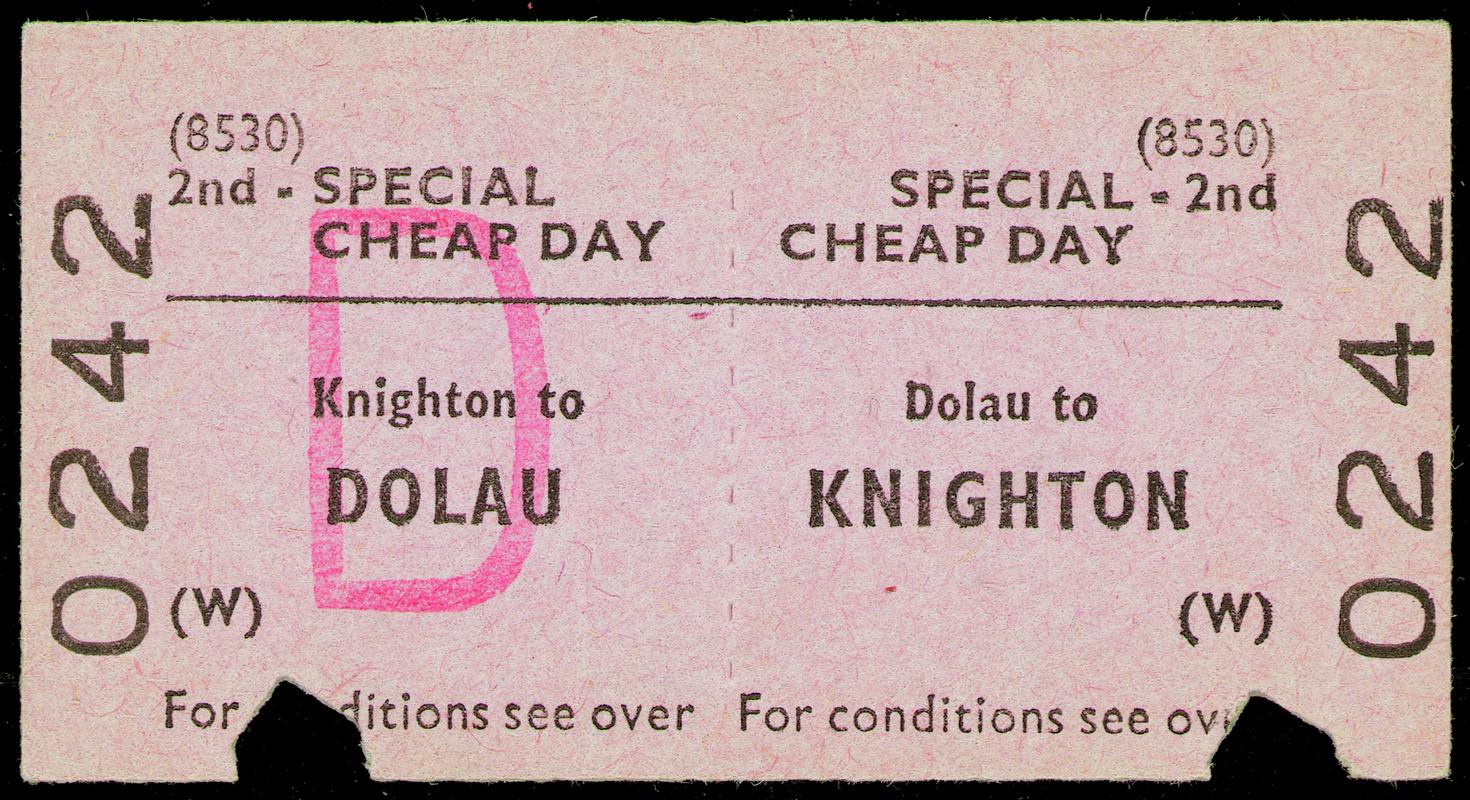 (8530)
2nd - SPECIAL
CHEAP DAY
Knighton to
DOLAU
(W)
For ditions see over
0242
D
(8530)
SPECIAL - 2nd
CHEAP DAY
Dolau to
KNIGHTON
(W)
For conditions see
0242